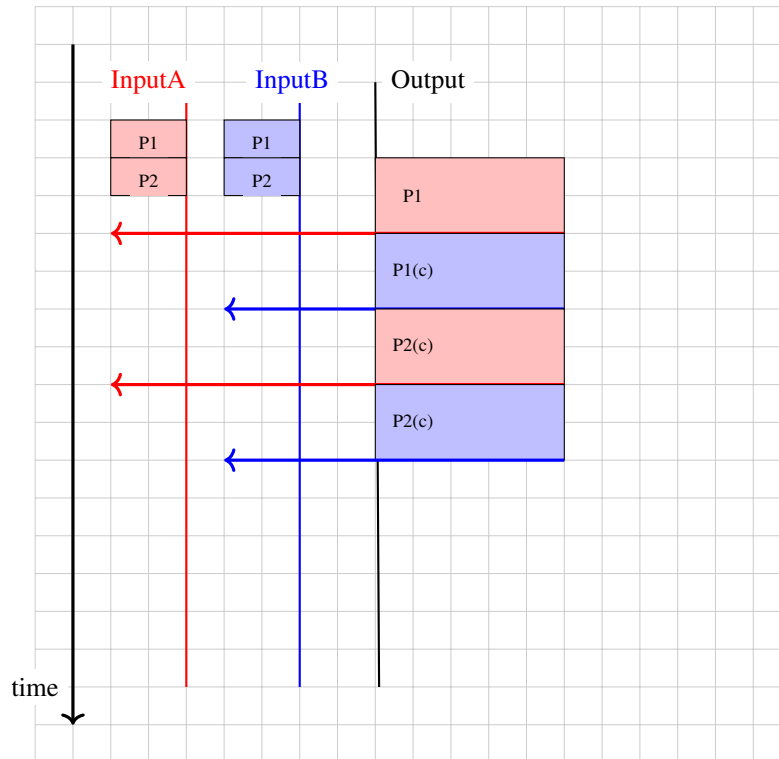 InputA
InputB
Output
P1
P1
P2
P2
P1
P1(c)
P2(c)
P2(c)
time